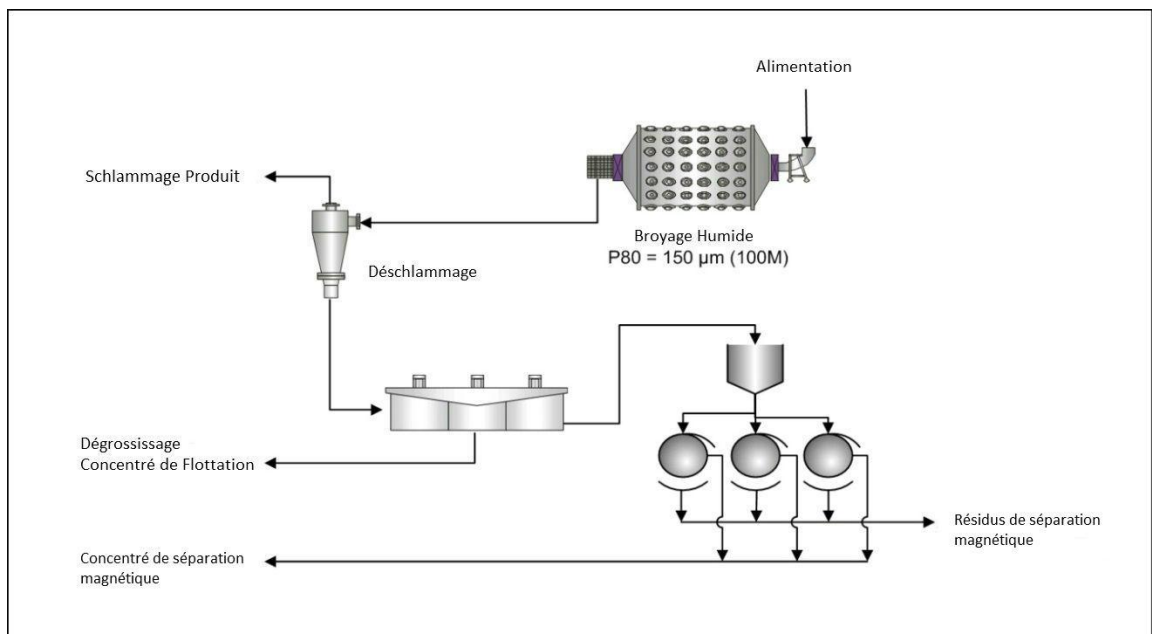 Alimentation
Schlammage Produit
Broyage Humide
P80 = 150 µm (100M)
Déschlammage
Dégrossissage
Concentré de Flottation
Résidus de séparation
magnétique
Concentré de séparation
magnétique